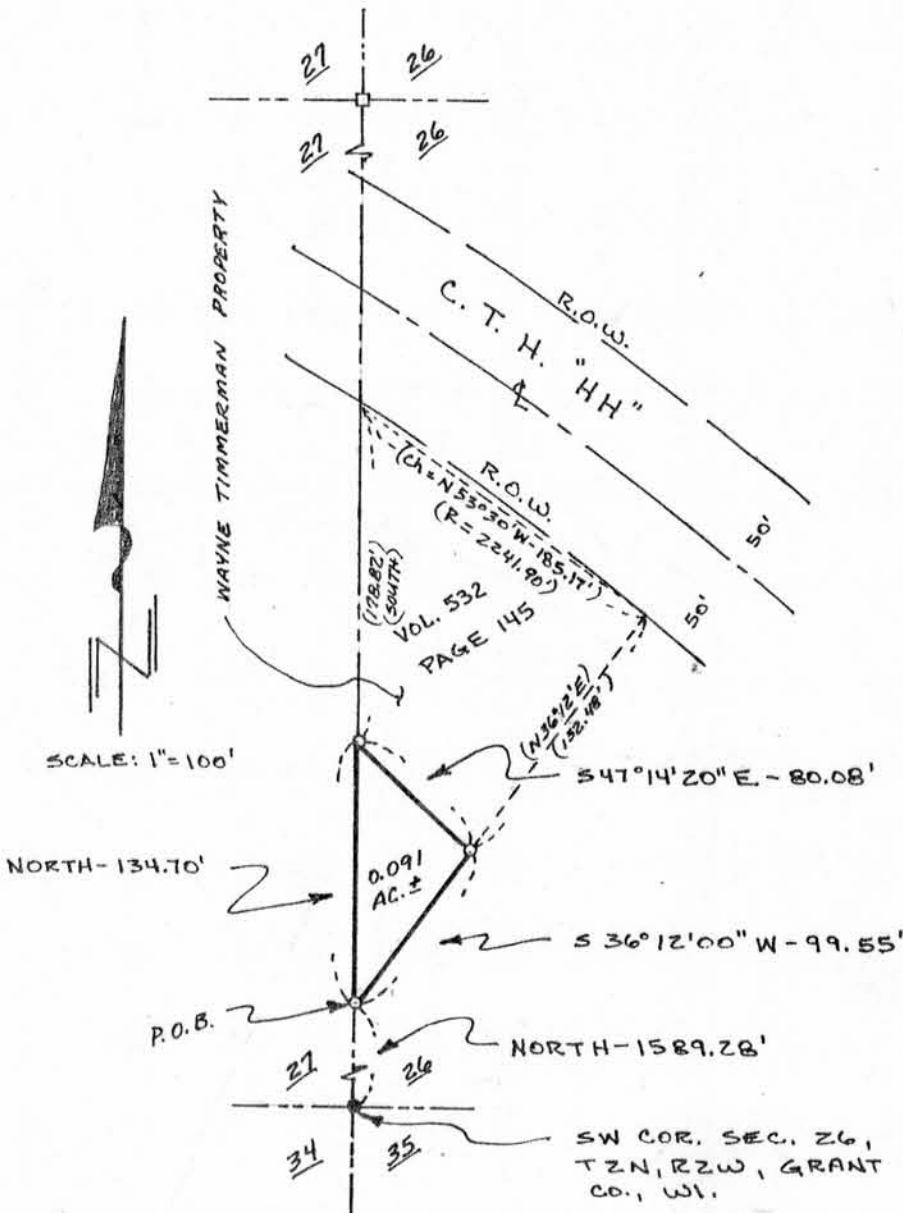 27 26
27 26
WAYNE TIMMERMAN PROPERTY
R.O.W.
C. T. H. "HH"
℄
R.O.W.
(Ch = N53°30'W-185.17')
(R = 2241.90')
50'
50'
(178.82')
(SOUTH)
VOL. 532
PAGE 145
(N36°12'E)
(152.48')
SCALE: 1"=100'
S47°14'20"E - 80.08'
NORTH-134.70'
0.091
AC.±
S 36°12'00" W-99.55'
P.O.B.
NORTH-1589.28'
27 26
34 35
SW COR. SEC. 26,
T2N, R2W, GRANT
CO., WI.